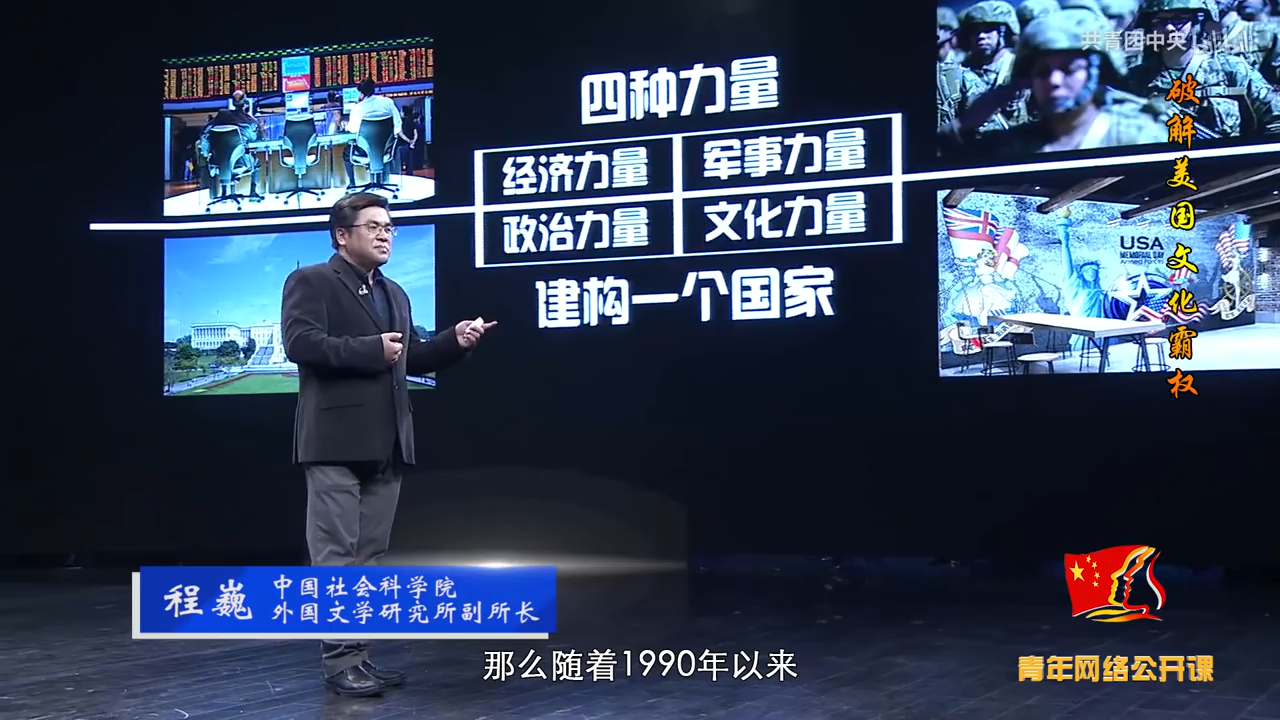 共青团中央
破解美国文化霸权
四种力量
经济力量
军事力量
政治力量
文化力量
建构一个国家
USA
MEMORIAL DAY
Armed Forces
程巍
中国社会科学院
外国文学研究所副所长
那么随着1990年以来
青年网络公开课